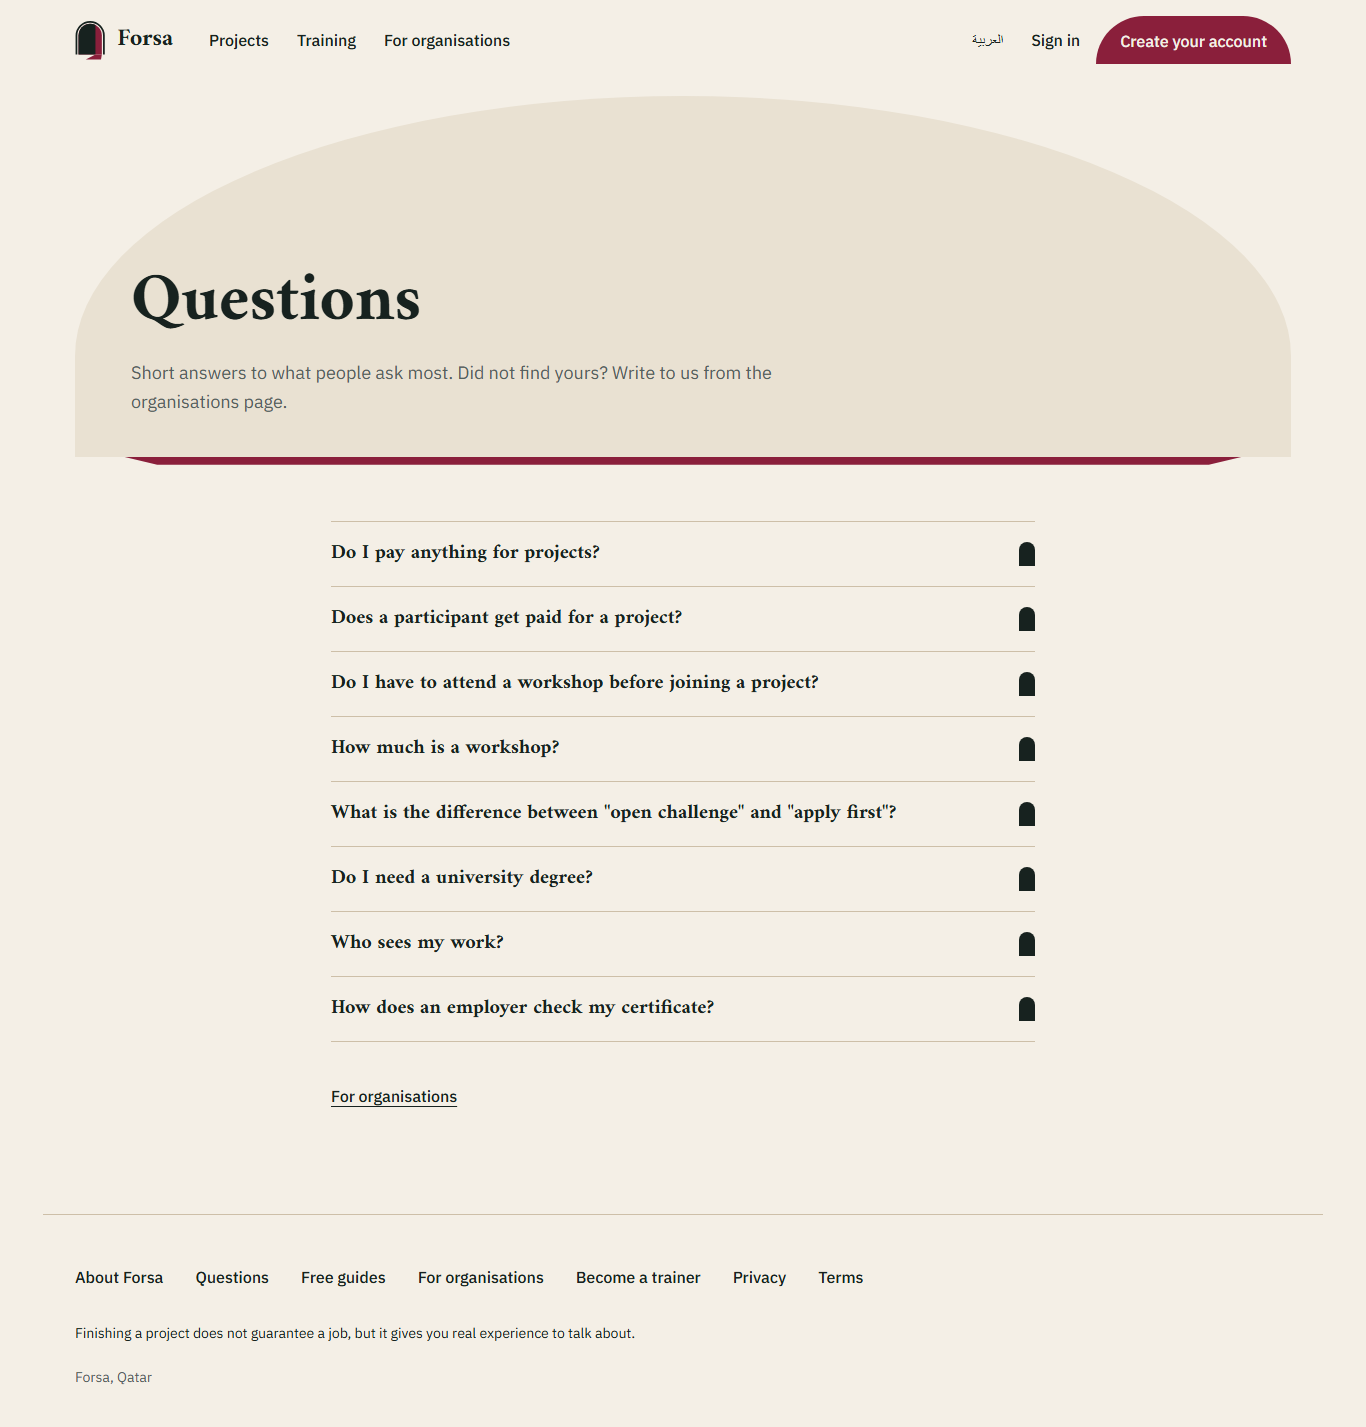 Forsa
Projects
Training
For organisations
العربية
Sign in
Create your account
Questions
Short answers to what people ask most. Did not find yours? Write to us from the
organisations page.
Do I pay anything for projects?
Does a participant get paid for a project?
Do I have to attend a workshop before joining a project?
How much is a workshop?
What is the difference between "open challenge" and "apply first"?
Do I need a university degree?
Who sees my work?
How does an employer check my certificate?
For organisations
About Forsa
Questions
Free guides
For organisations
Become a trainer
Privacy
Terms
Finishing a project does not guarantee a job, but it gives you real experience to talk about.
Forsa, Qatar